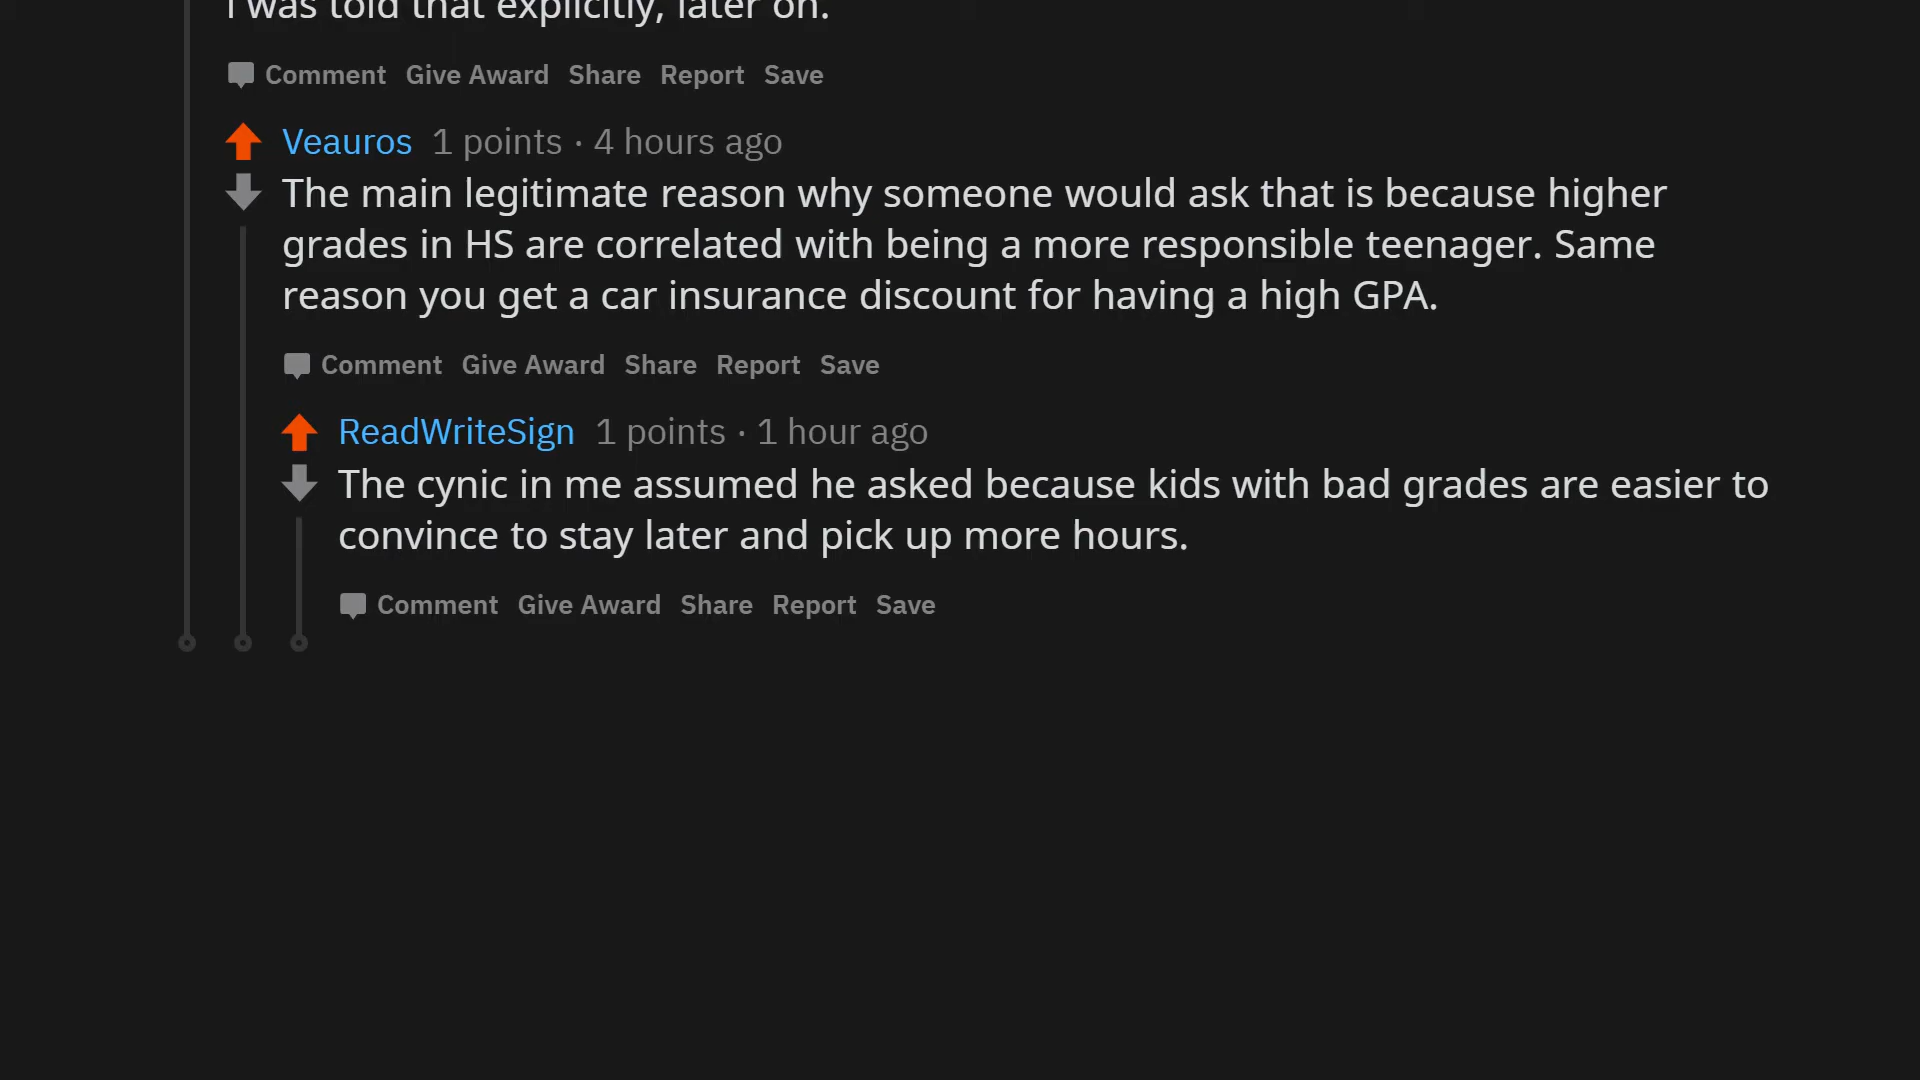 I was told that explicitly, later on.
Comment Give Award Share Report Save
Veauros 1 points · 4 hours ago
The main legitimate reason why someone would ask that is because higher
grades in HS are correlated with being a more responsible teenager. Same
reason you get a car insurance discount for having a high GPA.
Comment Give Award Share Report Save
ReadWriteSign 1 points · 1 hour ago
The cynic in me assumed he asked because kids with bad grades are easier to
convince to stay later and pick up more hours.
Comment Give Award Share Report Save